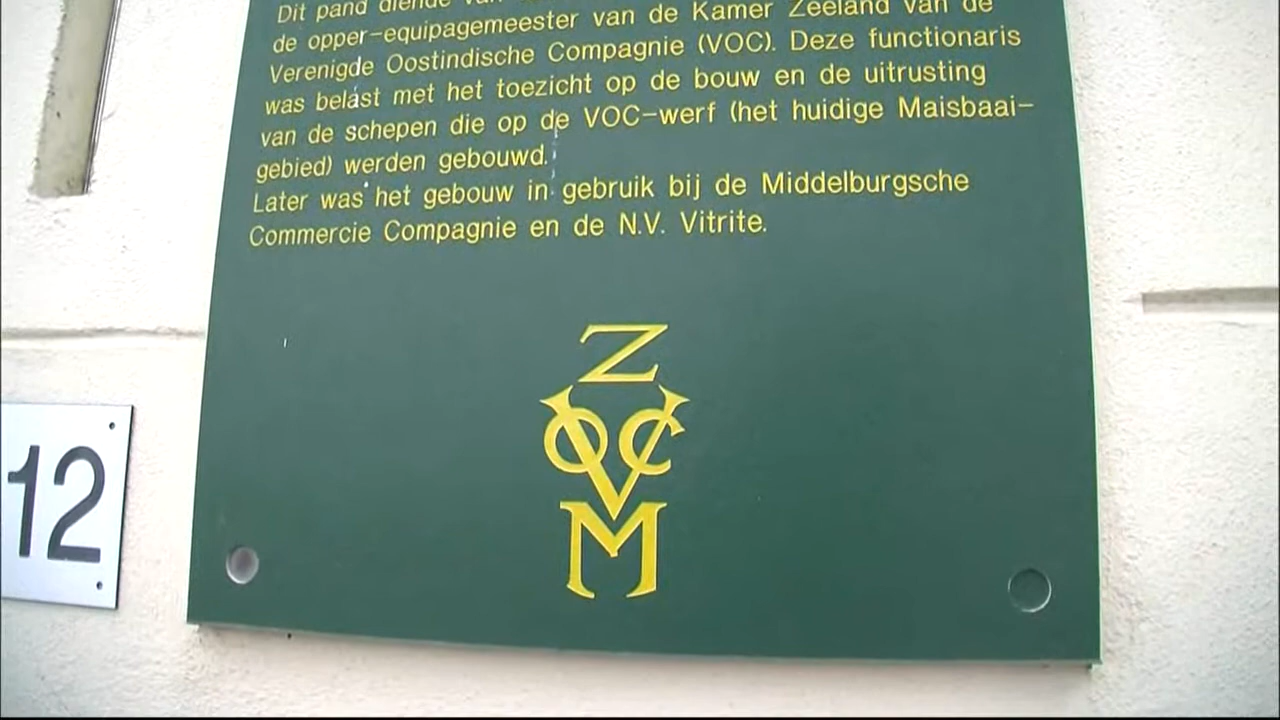 Dit pand diende van
de opper-equipagemeester van de Kamer Zeeland van de
Verenigde Oostindische Compagnie (VOC). Deze functionaris
was belast met het toezicht op de bouw en de uitrusting
van de schepen die op de VOC-werf (het huidige Maisbaai-
gebied) werden gebouwd.
Later was het gebouw in gebruik bij de Middelburgsche
Commercie Compagnie en de N.V. Vitrite.
Z
VOC
M
12